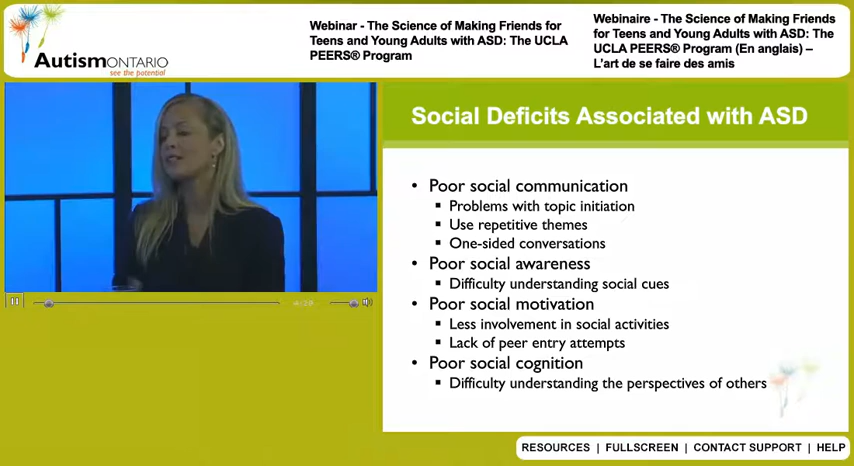 AutismONTARIO
see the potential
Webinar - The Science of Making Friends for
Teens and Young Adults with ASD: The UCLA
PEERS® Program
Webinaire - The Science of Making Friends
for Teens and Young Adults with ASD: The
UCLA PEERS® Program (En anglais) –
L'art de se faire des amis
Social Deficits Associated with ASD
• Poor social communication
▪ Problems with topic initiation
▪ Use repetitive themes
▪ One-sided conversations
• Poor social awareness
▪ Difficulty understanding social cues
• Poor social motivation
▪ Less involvement in social activities
▪ Lack of peer entry attempts
• Poor social cognition
▪ Difficulty understanding the perspectives of others
RESOURCES | FULLSCREEN | CONTACT SUPPORT | HELP